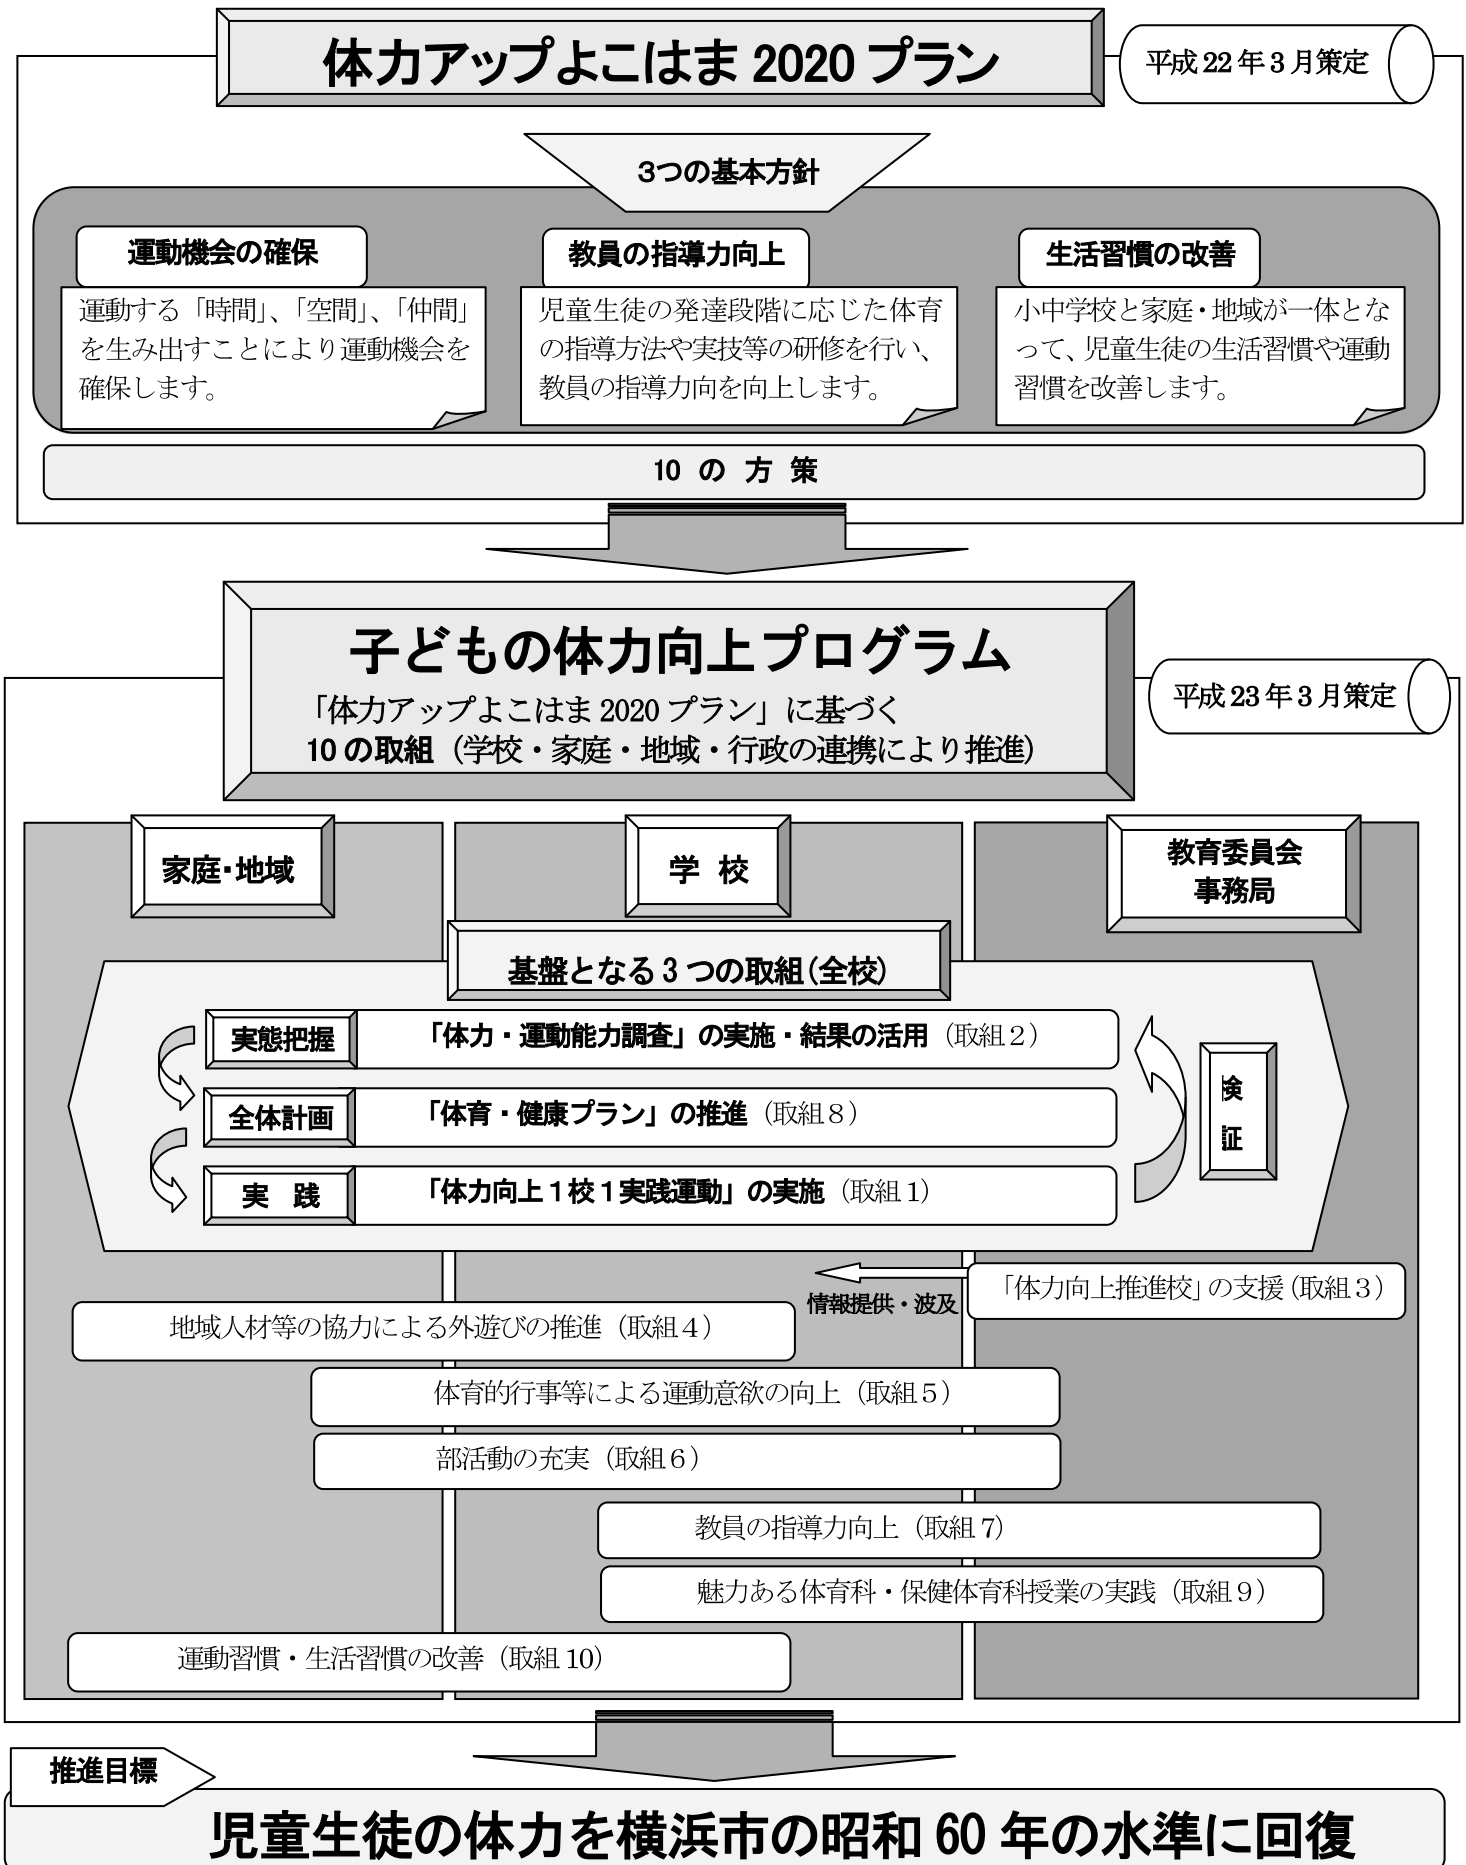 体力アップよこはま 2020 プラン
平成 22 年 3 月策定
3つの基本方針
運動機会の確保
運動する「時間」、「空間」、「仲間」
を生み出すことにより運動機会を
確保します。
教員の指導力向上
児童生徒の発達段階に応じた体育
の指導方法や実技等の研修を行い、
教員の指導力向を向上します。
生活習慣の改善
小中学校と家庭・地域が一体とな
って、児童生徒の生活習慣や運動
習慣を改善します。
10 の 方 策
子どもの体力向上プログラム
「体力アップよこはま 2020 プラン」に基づく
10 の取組（学校・家庭・地域・行政の連携により推進）
平成 23 年 3 月策定
家庭・地域
学 校
教育委員会
事務局
基盤となる 3 つの取組(全校)
実態把握
「体力・運動能力調査」の実施・結果の活用（取組２）
全体計画
「体育・健康プラン」の推進（取組８）
実 践
「体力向上１校１実践運動」の実施（取組 1）
検
証
「体力向上推進校」の支援（取組３）
情報提供・波及
地域人材等の協力による外遊びの推進（取組４）
体育的行事等による運動意欲の向上（取組５）
部活動の充実（取組６）
教員の指導力向上（取組 7）
魅力ある体育科・保健体育科授業の実践（取組９）
運動習慣・生活習慣の改善（取組 10）
推進目標
児童生徒の体力を横浜市の昭和 60 年の水準に回復